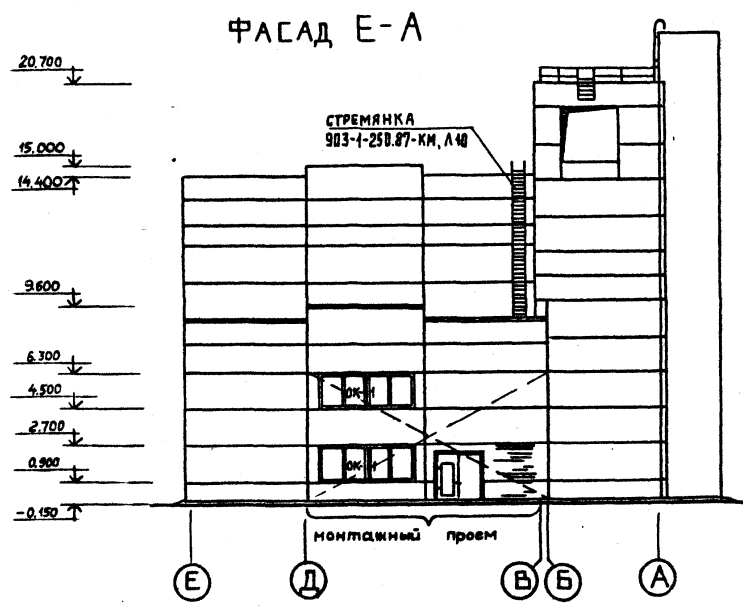 ФАСАД Е-А
20.700
СТРЕМЯНКА
903-1-250.87-КМ, Л10
15.000
14.400
9.600
6.300
4.500
ОК-1
2.700
0.900
ОК-1
-0.150
монтажный проем
Е Д В Б А